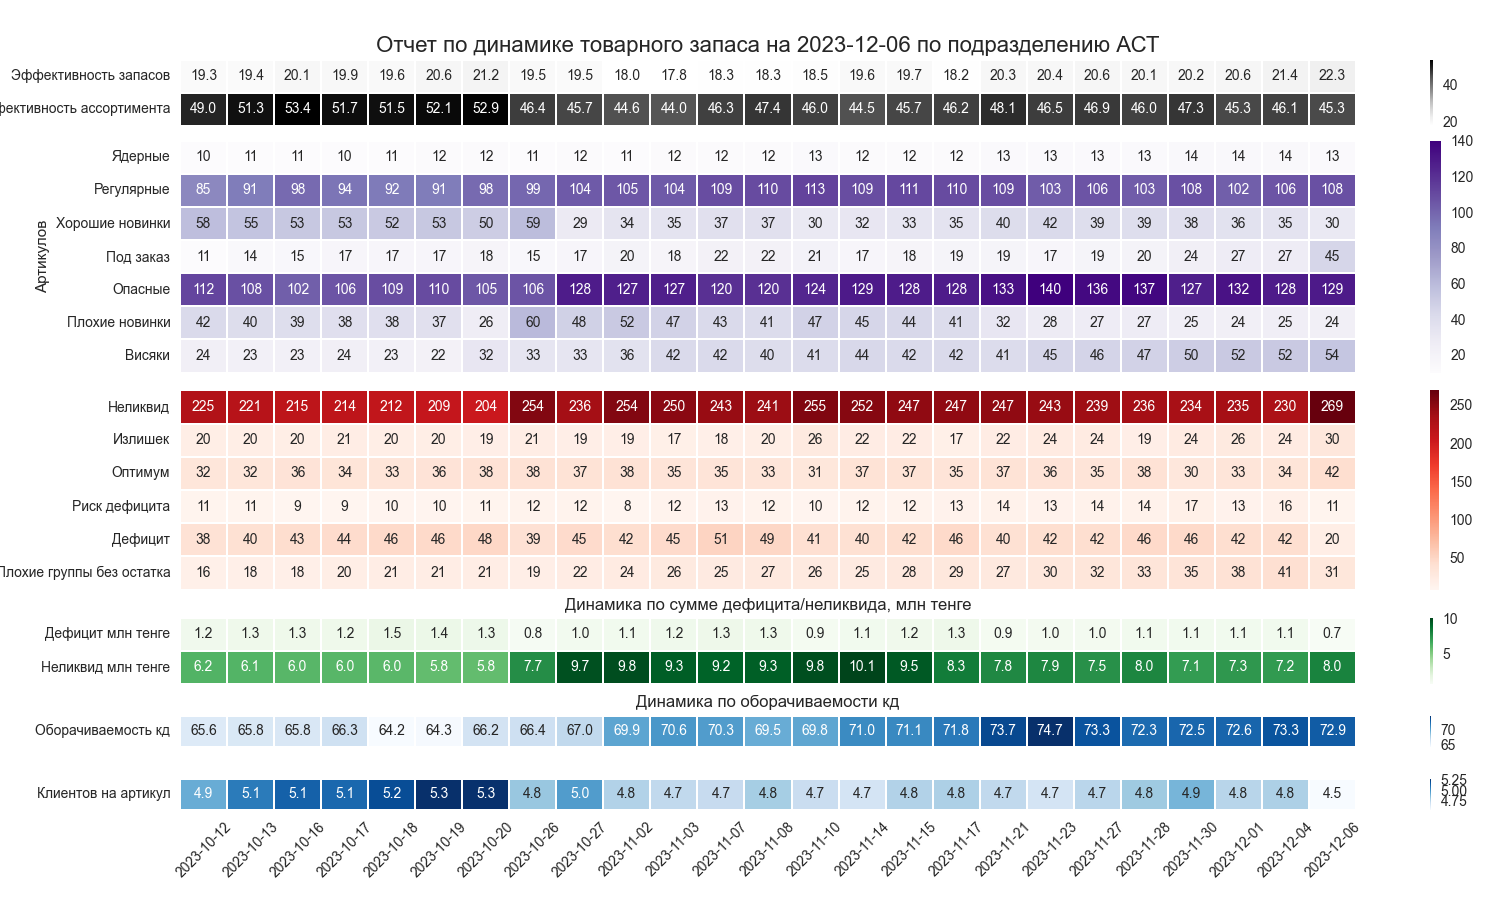 Отчет по динамике товарного запаса на 2023-12-06 по подразделению АСТ
Эффективность запасов 19.3 19.4 20.1 19.9 19.6 20.6 21.2 19.5 19.5 18.0 17.8 18.3 18.3 18.5 19.6 19.7 18.2 20.3 20.4 20.6 20.1 20.2 20.6 21.4 22.3
фективность ассортимента 49.0 51.3 53.4 51.7 51.5 52.1 52.9 46.4 45.7 44.6 44.0 46.3 47.4 46.0 44.5 45.7 46.2 48.1 46.5 46.9 46.0 47.3 45.3 46.1 45.3
40
20
Артикулов
Ядерные 10 11 11 10 11 12 12 11 12 11 12 12 12 13 12 12 12 13 13 13 13 14 14 14 13
Регулярные 85 91 98 94 92 91 98 99 104 105 104 109 110 113 109 111 110 109 103 106 103 108 102 106 108
Хорошие новинки 58 55 53 53 52 53 50 59 29 34 35 37 37 30 32 33 35 40 42 39 39 38 36 35 30
Под заказ 11 14 15 17 17 17 18 15 17 20 18 22 22 21 17 18 19 19 17 19 20 24 27 27 45
Опасные 112 108 102 106 109 110 105 106 128 127 127 120 120 124 129 128 128 133 140 136 137 127 132 128 129
Плохие новинки 42 40 39 38 38 37 26 60 48 52 47 43 41 47 45 44 41 32 28 27 27 25 24 25 24
Висяки 24 23 23 24 23 22 32 33 33 36 42 42 40 41 44 42 42 41 45 46 47 50 52 52 54
140
120
100
80
60
40
20
Неликвид 225 221 215 214 212 209 204 254 236 254 250 243 241 255 252 247 247 247 243 239 236 234 235 230 269
Излишек 20 20 20 21 20 20 19 21 19 19 17 18 20 26 22 22 17 22 24 24 19 24 26 24 30
Оптимум 32 32 36 34 33 36 38 38 37 38 35 35 33 31 37 37 35 37 36 35 38 30 33 34 42
Риск дефицита 11 11 9 9 10 10 11 12 12 8 12 13 12 10 12 12 13 14 13 14 14 17 13 16 11
Дефицит 38 40 43 44 46 46 48 39 45 42 45 51 49 41 40 42 46 40 42 42 46 46 42 42 20
Плохие группы без остатка 16 18 18 20 21 21 21 19 22 24 26 25 27 26 25 28 29 27 30 32 33 35 38 41 31
250
200
150
100
50
Динамика по сумме дефицита/неликвида, млн тенге
Дефицит млн тенге 1.2 1.3 1.3 1.2 1.5 1.4 1.3 0.8 1.0 1.1 1.2 1.3 1.3 0.9 1.1 1.2 1.3 0.9 1.0 1.0 1.1 1.1 1.1 1.1 0.7
Неликвид млн тенге 6.2 6.1 6.0 6.0 6.0 5.8 5.8 7.7 9.7 9.8 9.3 9.2 9.3 9.8 10.1 9.5 8.3 7.8 7.9 7.5 8.0 7.1 7.3 7.2 8.0
10
5
Динамика по оборачиваемости кд
Оборачиваемость кд 65.6 65.8 65.8 66.3 64.2 64.3 66.2 66.4 67.0 69.9 70.6 70.3 69.5 69.8 71.0 71.1 71.8 73.7 74.7 73.3 72.3 72.5 72.6 73.3 72.9
70
65
Клиентов на артикул 4.9 5.1 5.1 5.1 5.2 5.3 5.3 4.8 5.0 4.8 4.7 4.7 4.8 4.7 4.7 4.8 4.8 4.7 4.7 4.7 4.8 4.9 4.8 4.8 4.5
5.25
5.00
4.75
2023-10-12 2023-10-13 2023-10-16 2023-10-17 2023-10-18 2023-10-19 2023-10-20 2023-10-26 2023-10-27 2023-11-02 2023-11-03 2023-11-07 2023-11-08 2023-11-10 2023-11-14 2023-11-15 2023-11-17 2023-11-21 2023-11-23 2023-11-27 2023-11-28 2023-11-30 2023-12-01 2023-12-04 2023-12-06